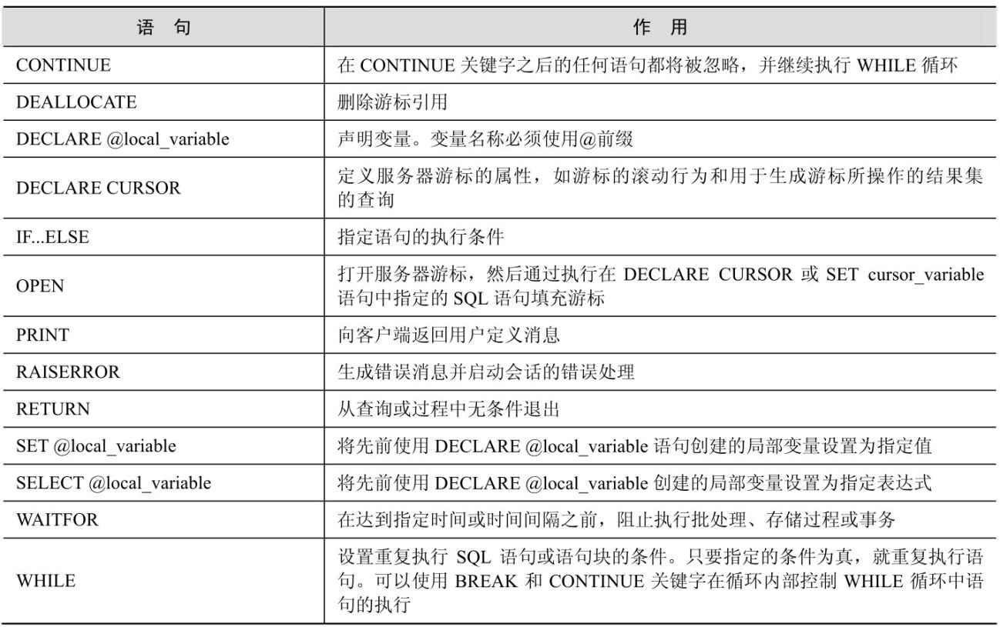 语 句 作 用
CONTINUE 在 CONTINUE 关键字之后的任何语句都将被忽略，并继续执行 WHILE 循环
DEALLOCATE 删除游标引用
DECLARE @local_variable 声明变量。变量名称必须使用@前缀
DECLARE CURSOR 定义服务器游标的属性，如游标的滚动行为和用于生成游标所操作的结果集
的查询
IF...ELSE 指定语句的执行条件
OPEN 打开服务器游标，然后通过执行在 DECLARE CURSOR 或 SET cursor_variable
语句中指定的 SQL 语句填充游标
PRINT 向客户端返回用户定义消息
RAISERROR 生成错误消息并启动会话的错误处理
RETURN 从查询或过程中无条件退出
SET @local_variable 将先前使用 DECLARE @local_variable 语句创建的局部变量设置为指定值
SELECT @local_variable 将先前使用 DECLARE @local_variable 创建的局部变量设置为指定表达式
WAITFOR 在达到指定时间或时间间隔之前，阻止执行批处理、存储过程或事务
WHILE 设置重复执行 SQL 语句或语句块的条件。只要指定的条件为真，就重复执行语
句。可以使用 BREAK 和 CONTINUE 关键字在循环内部控制 WHILE 循环中语
句的执行